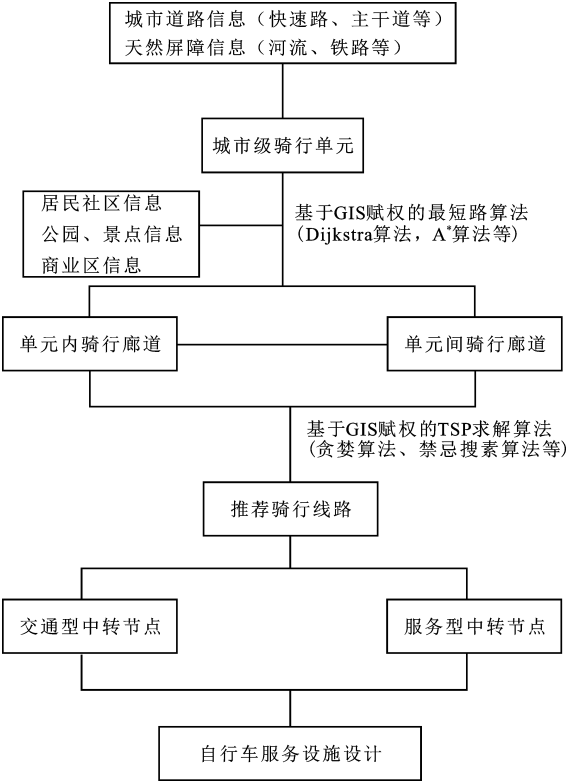 城市道路信息（快速路、主干道等）
天然屏障信息（河流、铁路等）
城市级骑行单元
居民社区信息
公园、景点信息
商业区信息
基于GIS赋权的最短路算法
(Dijkstra算法，A*算法等)
单元内骑行廊道
单元间骑行廊道
基于GIS赋权的TSP求解算法
(贪婪算法、禁忌搜素算法等)
推荐骑行线路
交通型中转节点
服务型中转节点
自行车服务设施设计